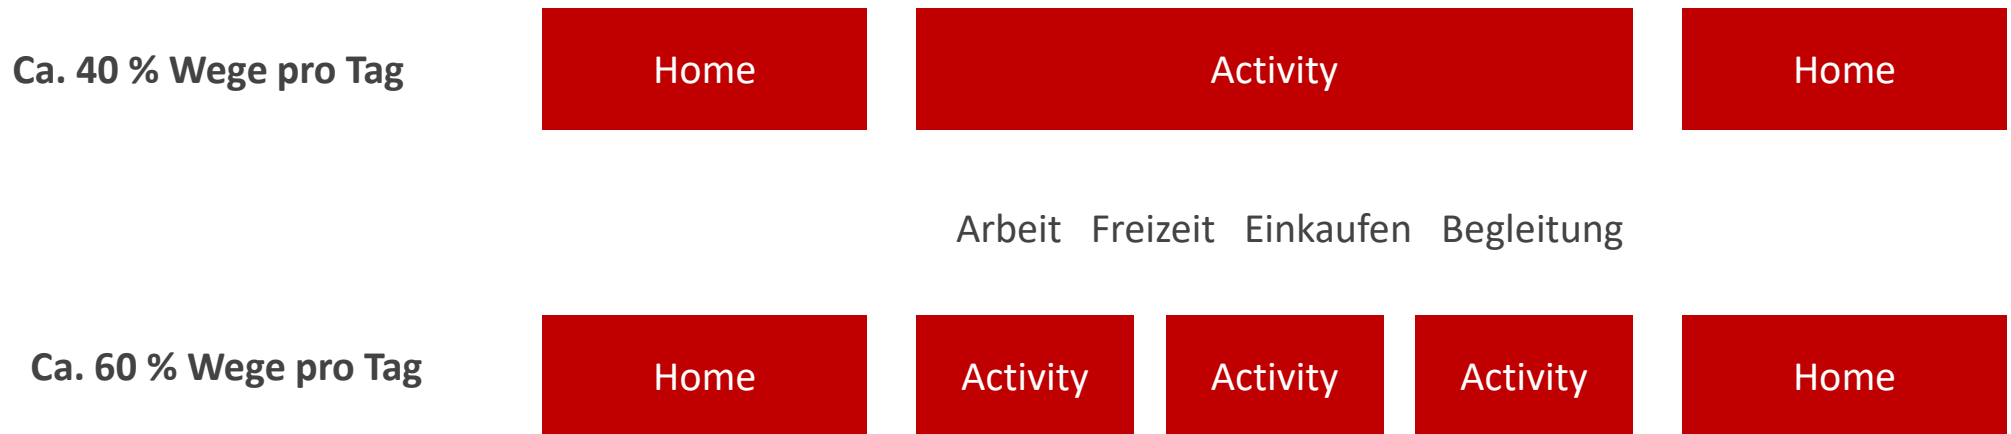 Ca. 40 % Wege pro Tag Home Activity Home
Arbeit Freizeit Einkaufen Begleitung
Ca. 60 % Wege pro Tag Home Activity Activity Activity Home